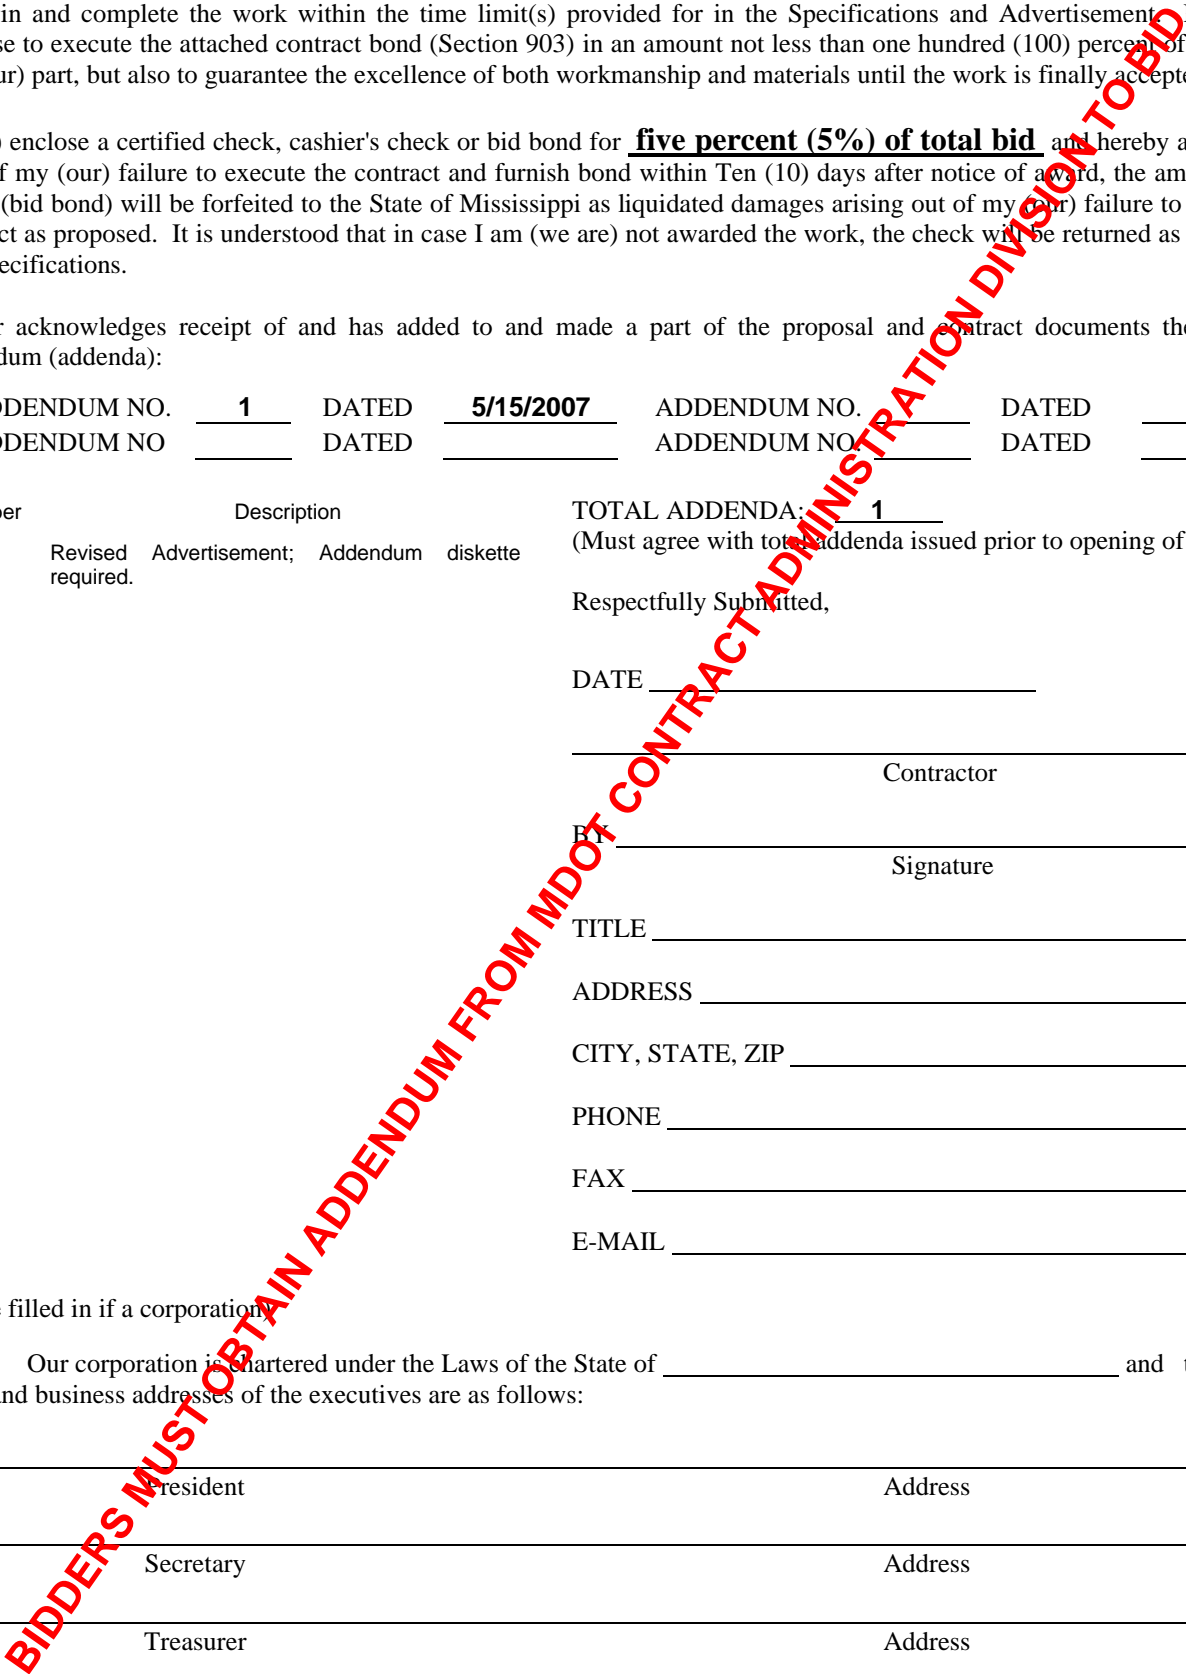 in and complete the work within the time limit(s) provided for in the Specifications and Advertisement.
se to execute the attached contract bond (Section 903) in an amount not less than one hundred (100) percent of
ur) part, but also to guarantee the excellence of both workmanship and materials until the work is finally accepte
) enclose a certified check, cashier's check or bid bond for five percent (5%) of total bid and hereby a
f my (our) failure to execute the contract and furnish bond within Ten (10) days after notice of award, the am
(bid bond) will be forfeited to the State of Mississippi as liquidated damages arising out of my (our) failure to
ct as proposed. It is understood that in case I am (we are) not awarded the work, the check will be returned as
ecifications.
r acknowledges receipt of and has added to and made a part of the proposal and contract documents the
dum (addenda):
DDENDUM NO. 1 DATED 5/15/2007 ADDENDUM NO. DATED
DDENDUM NO DATED ADDENDUM NO. DATED
ber Description
Revised Advertisement; Addendum diskette
required.
TOTAL ADDENDA: 1
(Must agree with total addenda issued prior to opening of
Respectfully Submitted,
DATE
Contractor
BY
Signature
TITLE
ADDRESS
CITY, STATE, ZIP
PHONE
FAX
E-MAIL
e filled in if a corporation)
Our corporation is chartered under the Laws of the State of and t
and business addresses of the executives are as follows:
President Address
Secretary Address
Treasurer Address
BIDDERS MUST OBTAIN ADDENDUM FROM MDOT CONTRACT ADMINISTRATION DIVISION TO BID